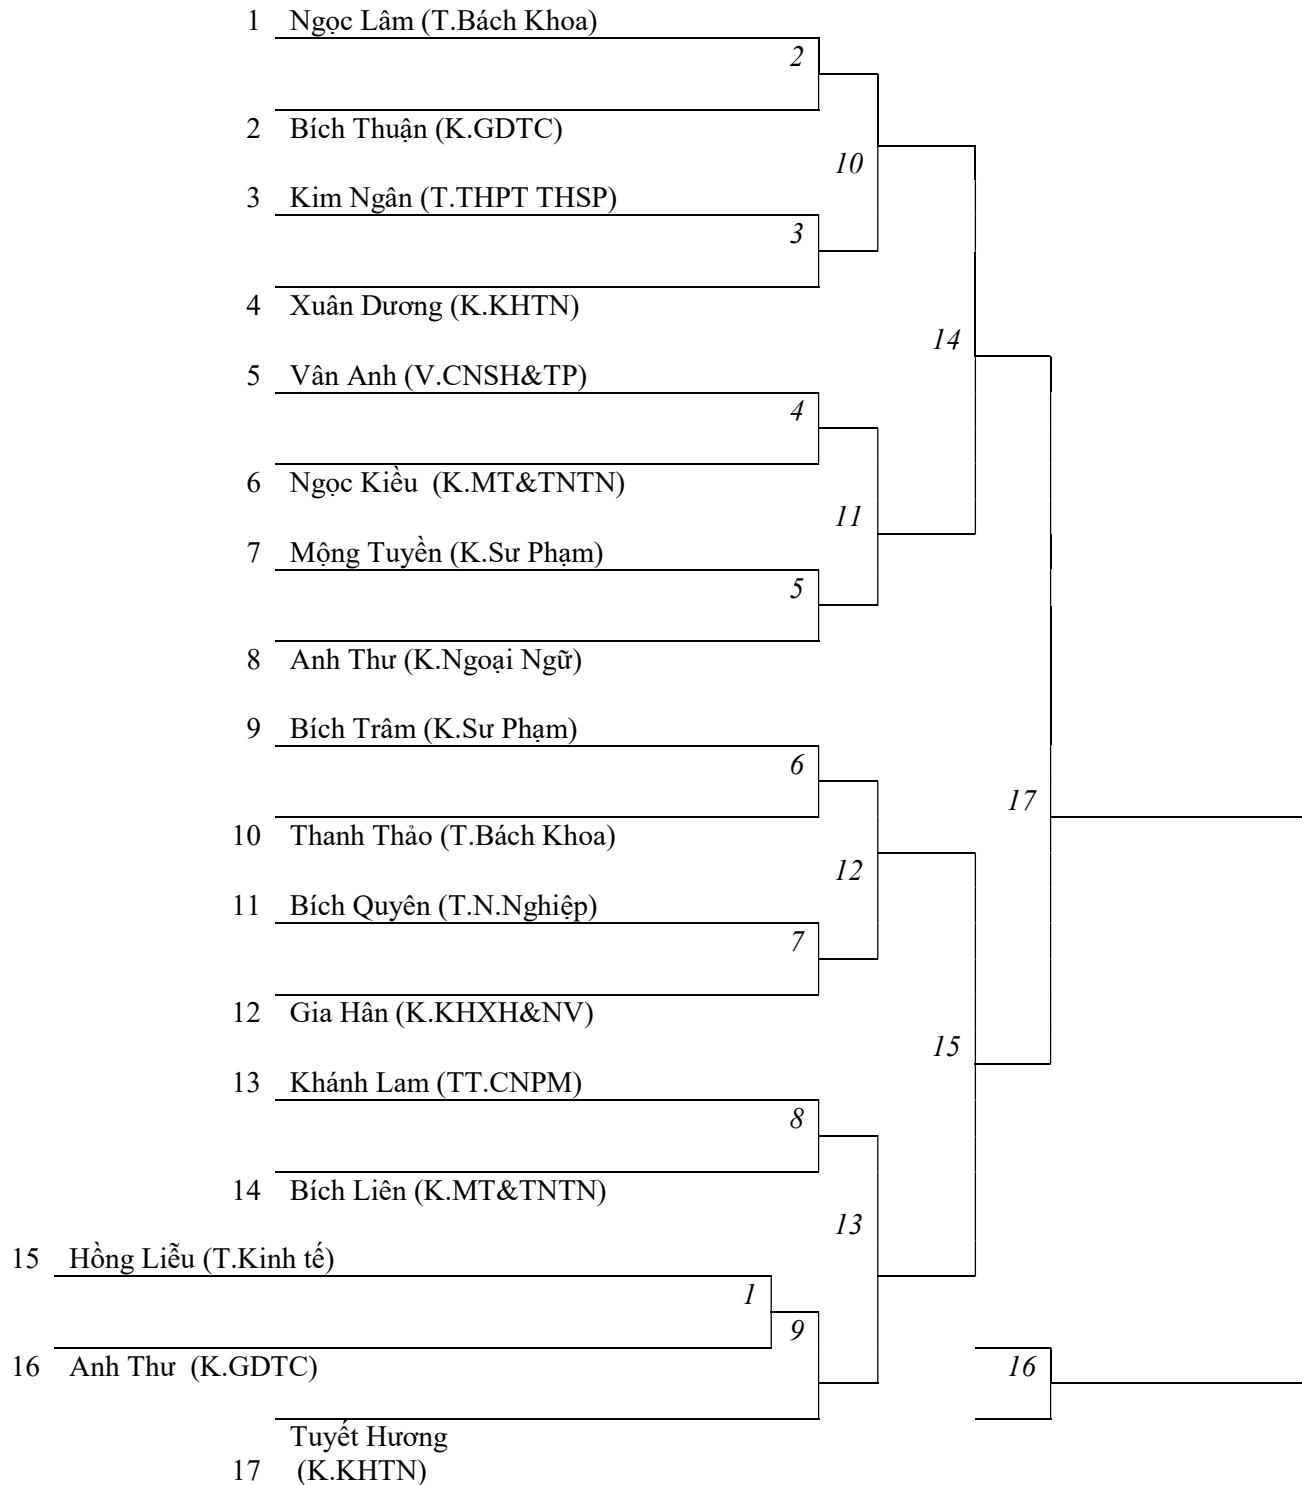 1 Ngọc Lâm (T.Bách Khoa)
2
2 Bích Thuận (K.GDTC)
10
3 Kim Ngân (T.THPT THSP)
3
4 Xuân Dương (K.KHTN)
14
5 Vân Anh (V.CNSH&TP)
4
6 Ngọc Kiều (K.MT&TNTN)
11
7 Mộng Tuyền (K.Sư Phạm)
5
8 Anh Thư (K.Ngoại Ngữ)
9 Bích Trâm (K.Sư Phạm)
6
17
10 Thanh Thảo (T.Bách Khoa)
12
11 Bích Quyên (T.N.Nghiệp)
7
12 Gia Hân (K.KHXH&NV)
15
13 Khánh Lam (TT.CNPM)
8
14 Bích Liên (K.MT&TNTN)
13
15 Hồng Liễu (T.Kinh tế)
1
9
16 Anh Thư (K.GDTC)
16
Tuyết Hương
17 (K.KHTN)